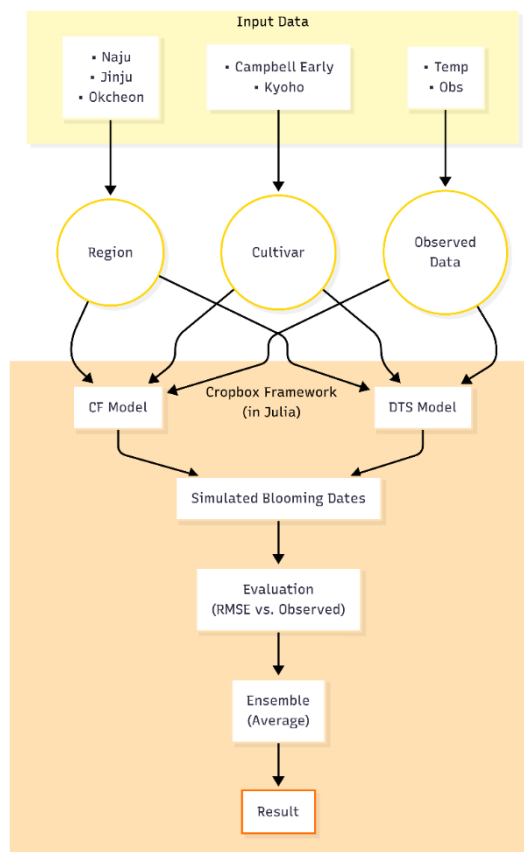 Input Data
▪ Naju
▪ Jinju
▪ Okcheon
▪ Campbell Early
▪ Kyoho
▪ Temp
▪ Obs
Region
Cultivar
Observed
Data
Cropbox Framework
(in Julia)
CF Model
DTS Model
Simulated Blooming Dates
Evaluation
(RMSE vs. Observed)
Ensemble
(Average)
Result